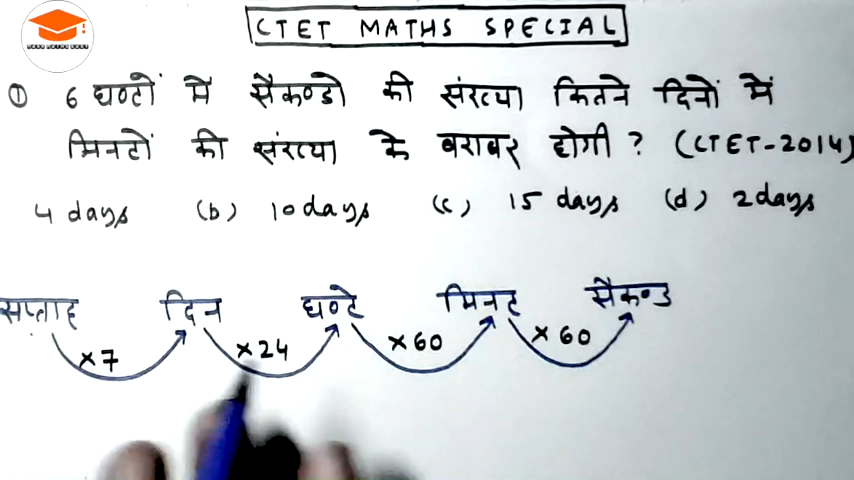 CTET MATHS SPECIAL
① 6 घण्टों में सैकण्डो की संख्या कितने दिनों में
मिनटों की संख्या के बराबर होगी ? (CTET-2014)
4 days (b) 10 days (c) 15 days (d) 2 days
सप्ताह दिन घण्टे मिनट सैकण्ड
×7 ×24 ×60 ×60